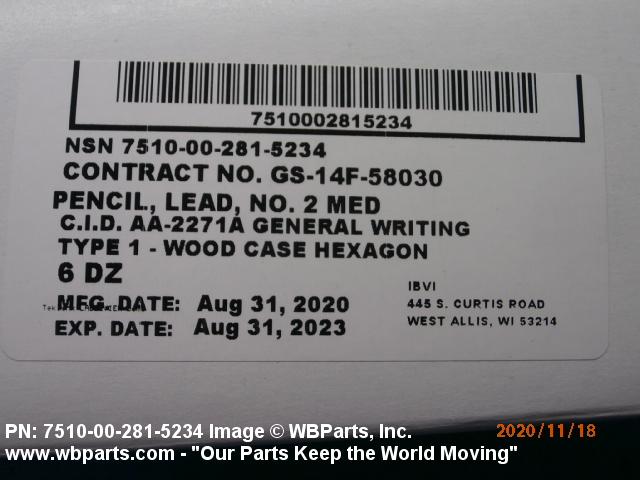 7510002815234
NSN 7510-00-281-5234
CONTRACT NO. GS-14F-58030
PENCIL, LEAD, NO. 2 MED
C.I.D. AA-2271A GENERAL WRITING
TYPE 1 - WOOD CASE HEXAGON
6 DZ
MFG. DATE: Aug 31, 2020
EXP. DATE: Aug 31, 2023
IBVI
445 S. CURTIS ROAD
WEST ALLIS, WI 53214
PN: 7510-00-281-5234 Image © WBParts, Inc.
2020/11/18
www.wbparts.com - "Our Parts Keep the World Moving"